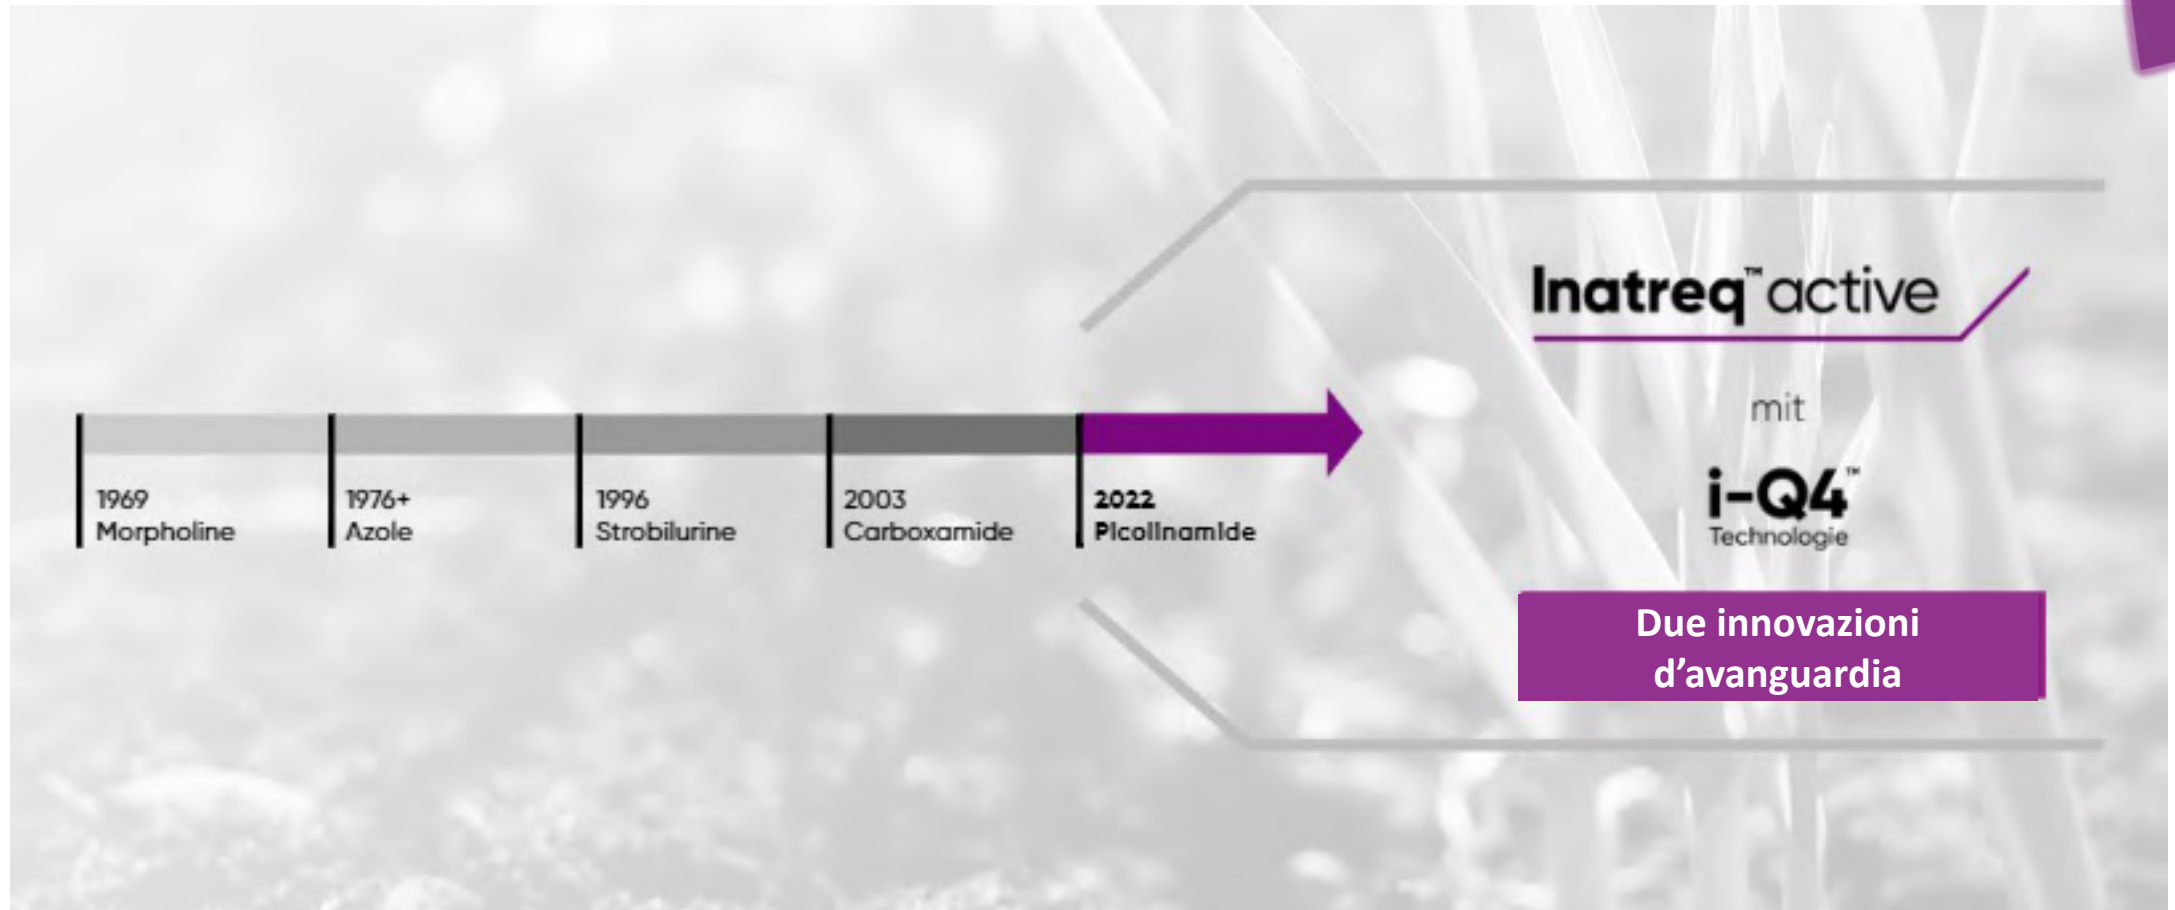 1969
Morpholine
1976+
Azole
1996
Strobilurine
2003
Carboxamide
2022
Picolinamide
Inatreq™ active
mit
i-Q4™
Technologie
Due innovazioni
d’avanguardia